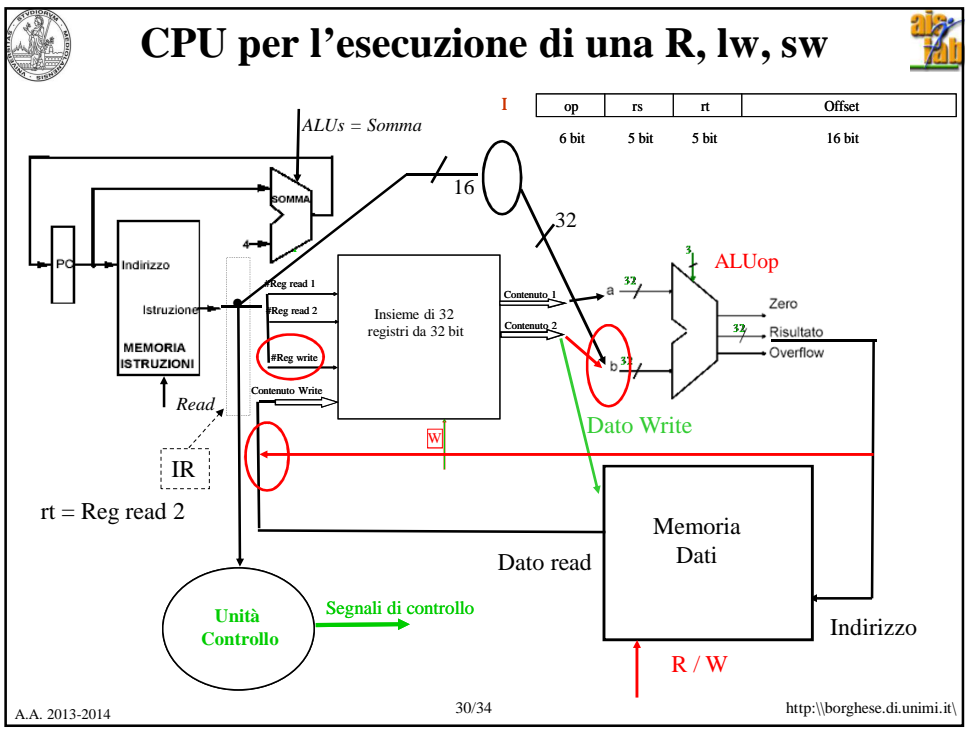 CPU per l'esecuzione di una R, lw, sw
I
op rs rt Offset
6 bit 5 bit 5 bit 16 bit
ALUs = Somma
SOMMA
4
16
32
PC
Indirizzo
Istruzione
MEMORIA
ISTRUZIONI
Read
IR
rt = Reg read 2
#Reg read 1
#Reg read 2
#Reg write
Contenuto Write
Insieme di 32
registri da 32 bit
W
Contenuto 1
Contenuto 2
a
32
b
32
3
ALUop
Zero
32
Risultato
Overflow
Dato Write
Memoria
Dati
Dato read
Indirizzo
R / W
Unità
Controllo
Segnali di controllo
A.A. 2013-2014
30/34
http:\\borghese.di.unimi.it\